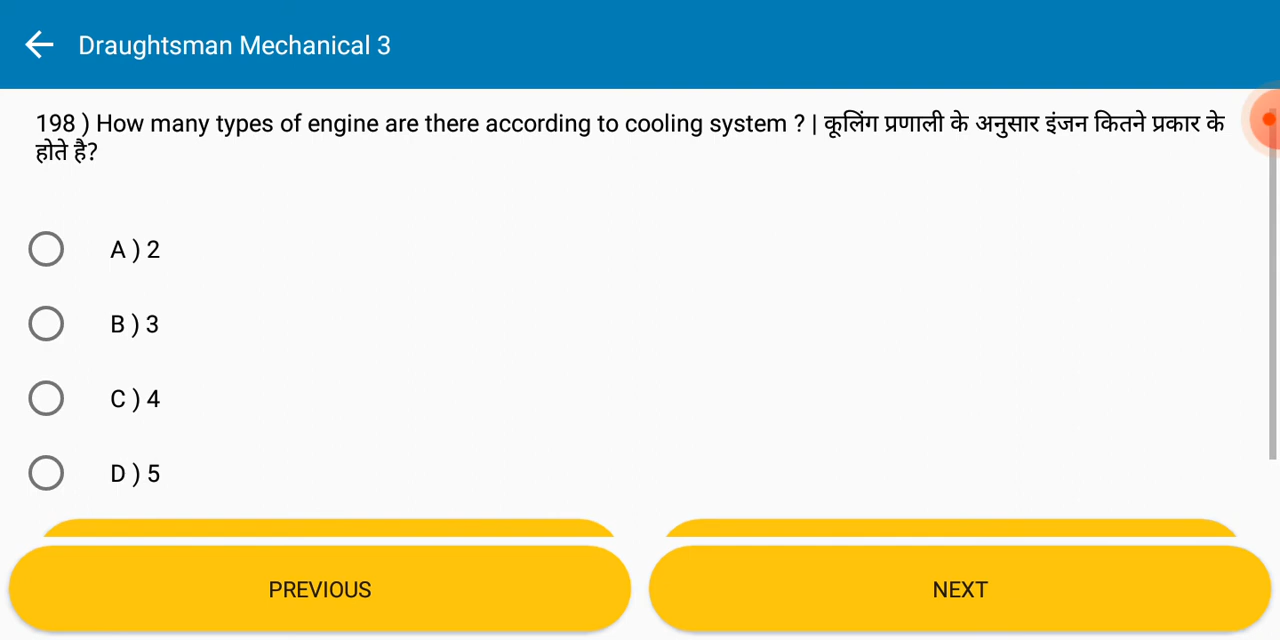 Draughtsman Mechanical 3
198 ) How many types of engine are there according to cooling system ? | कूलिंग प्रणाली के अनुसार इंजन कितने प्रकार के
होते है?
A ) 2
B ) 3
C ) 4
D ) 5
PREVIOUS NEXT